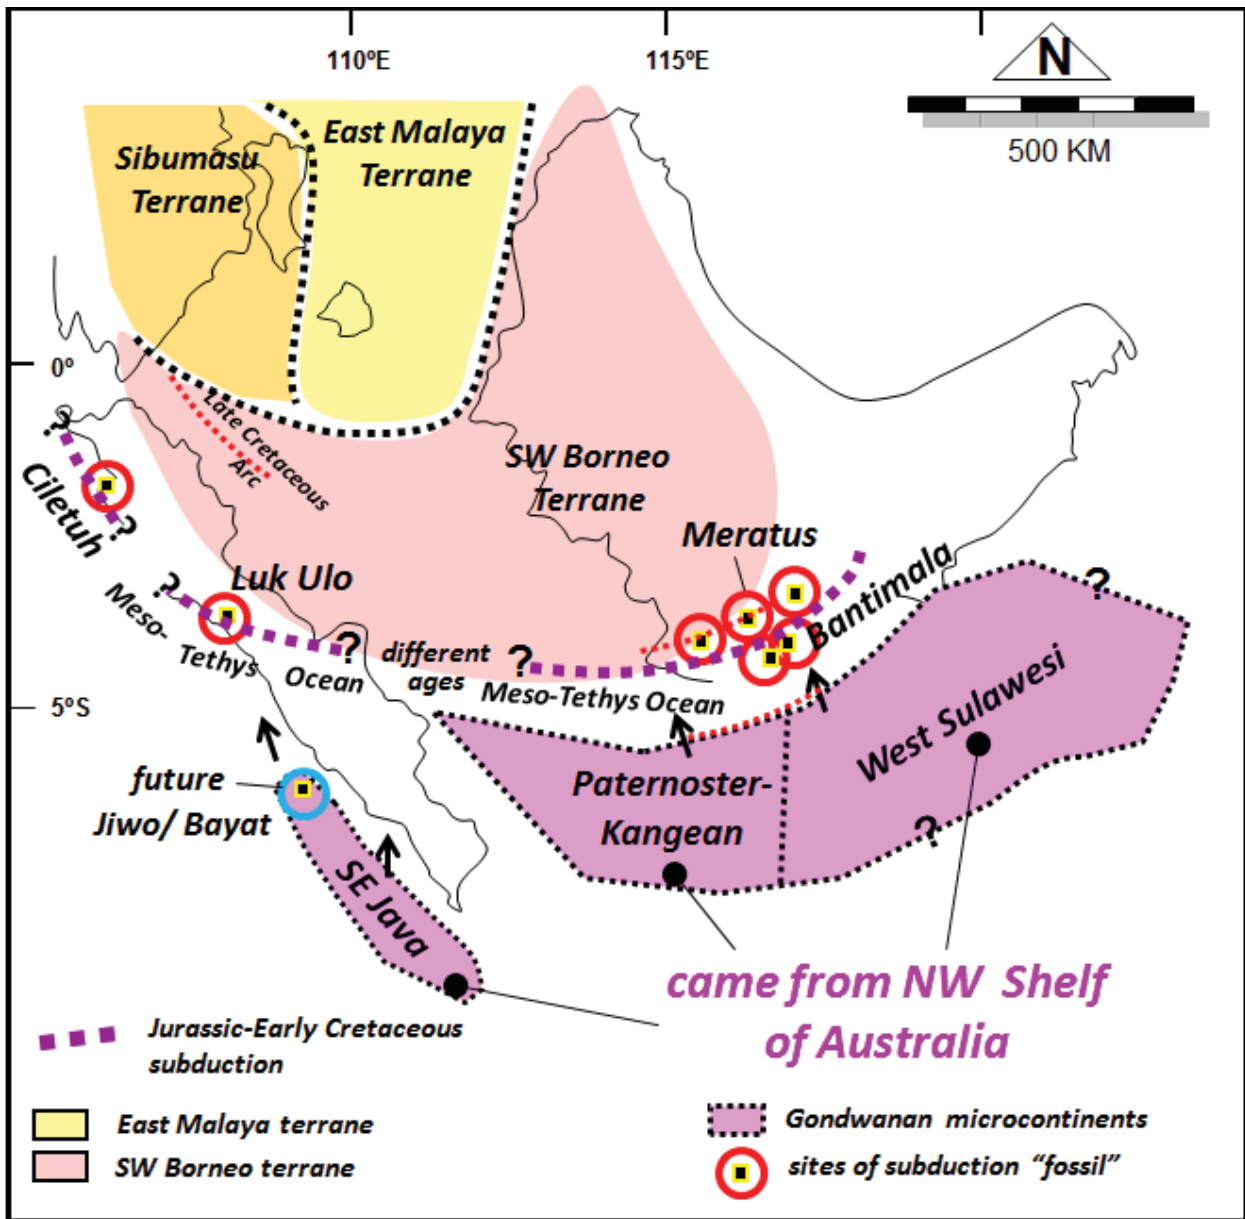 110ºE
115ºE
N
500 KM
Sibumasu
Terrane
East Malaya
Terrane
0º
Late Cretaceous
Arc
SW Borneo
Terrane
?
Ciletuh
?
Meratus
Bantimala
?
?
Luk Ulo
Meso-
Tethys
Ocean
?
different
ages
?
Meso-Tethys Ocean
5ºS
West Sulawesi
future
Jiwo/ Bayat
Paternoster-
Kangean
?
SE Java
came from NW Shelf
of Australia
Jurassic-Early Cretaceous
subduction
East Malaya terrane
SW Borneo terrane
Gondwanan microcontinents
sites of subduction “fossil”